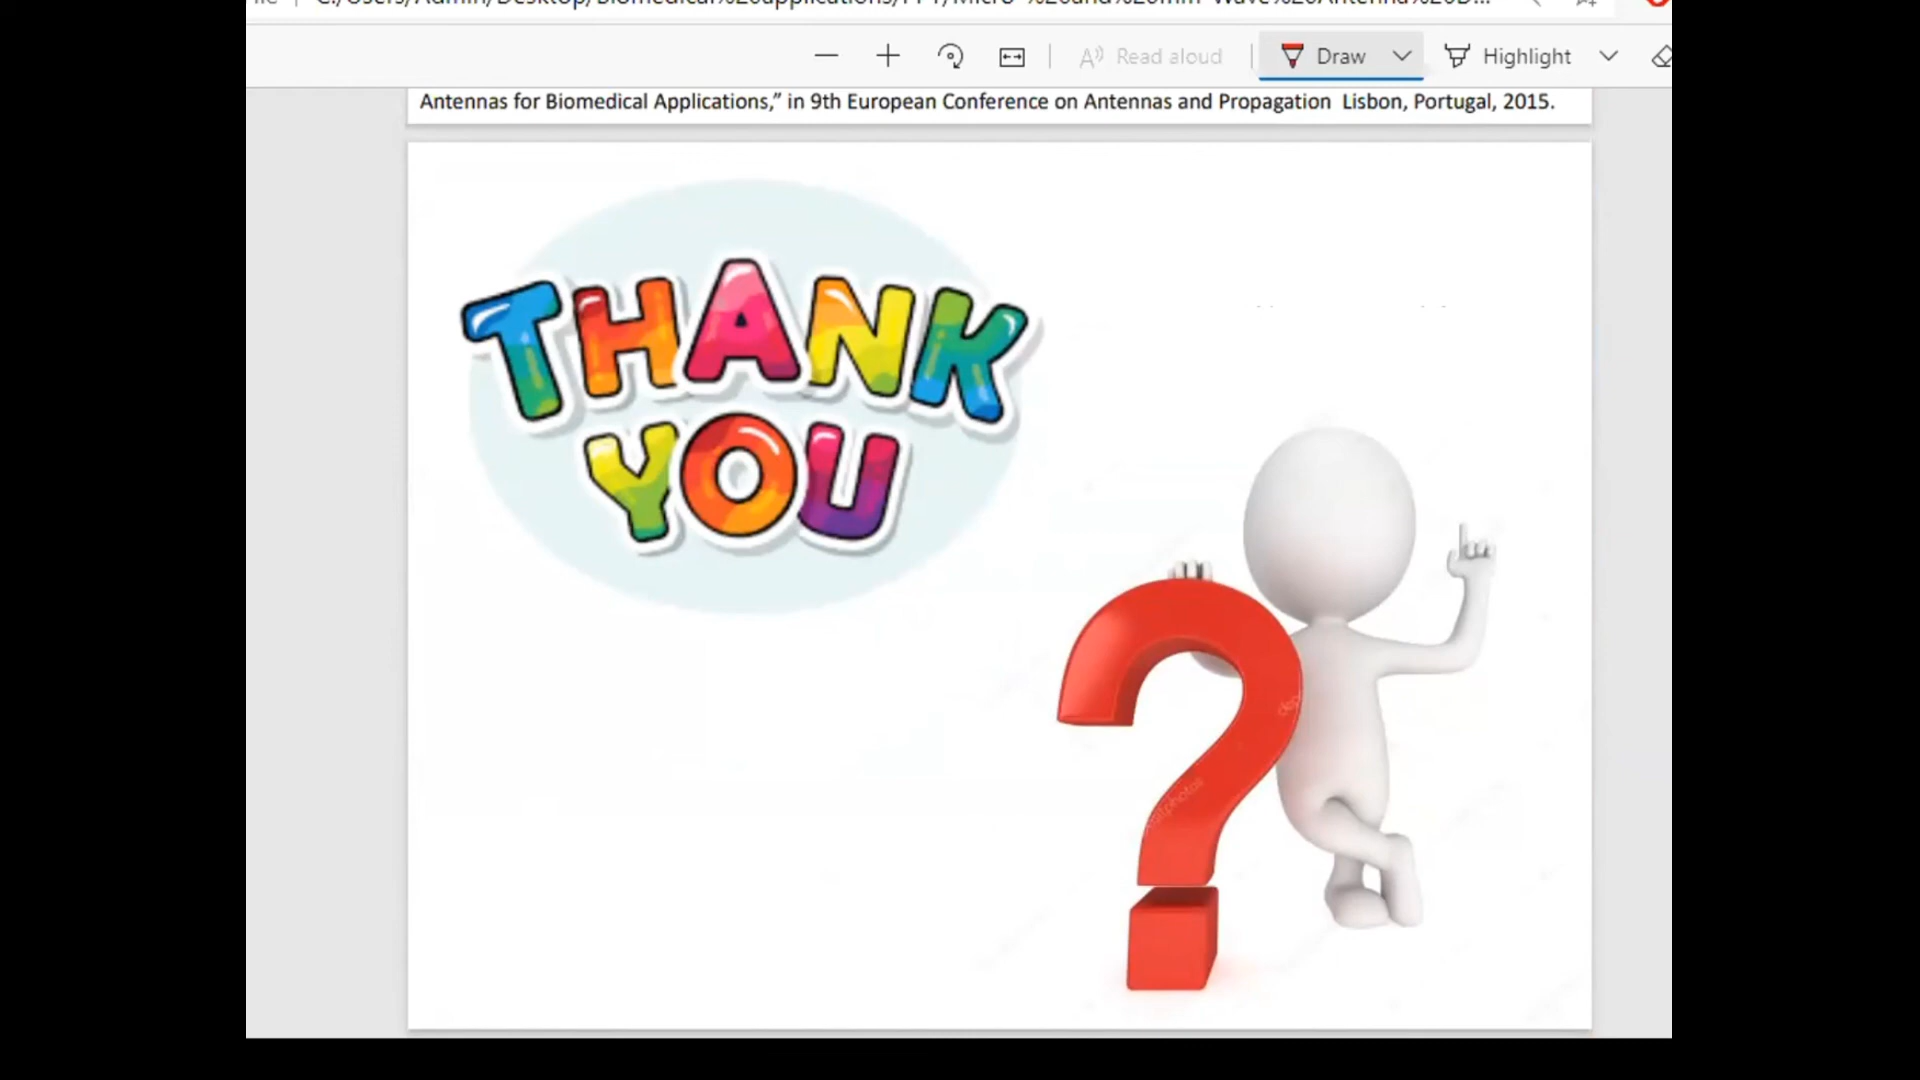 Read aloud
Draw
Highlight
Antennas for Biomedical Applications,” in 9th European Conference on Antennas and Propagation Lisbon, Portugal, 2015.
THANK
YOU